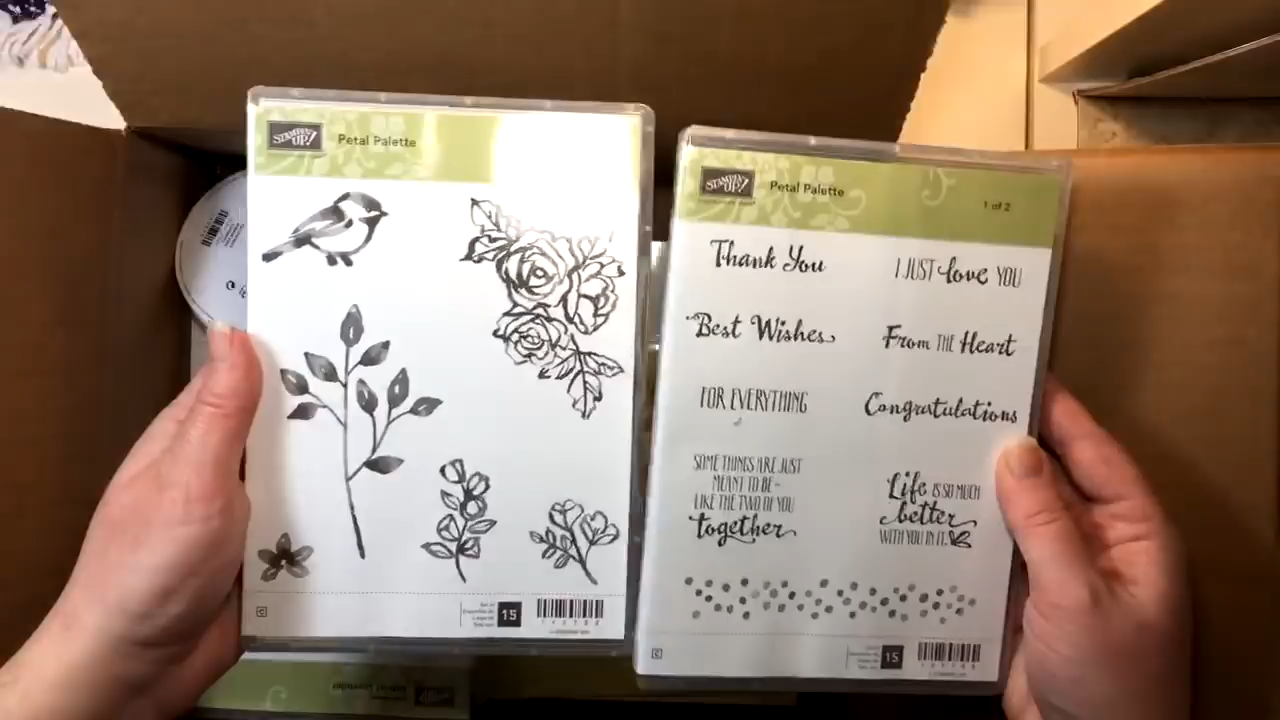 STAMPIN' UP!
Petal Palette
15
STAMPIN' UP!
Petal Palette
1 of 2
Thank You
I JUST love YOU
Best Wishes
From THE Heart
FOR EVERYTHING
Congratulations
SOME THINGS ARE JUST
MEANT TO BE-
LIKE THE TWO OF YOU
together
Life IS SO MUCH
better
WITH YOU IN IT.
15